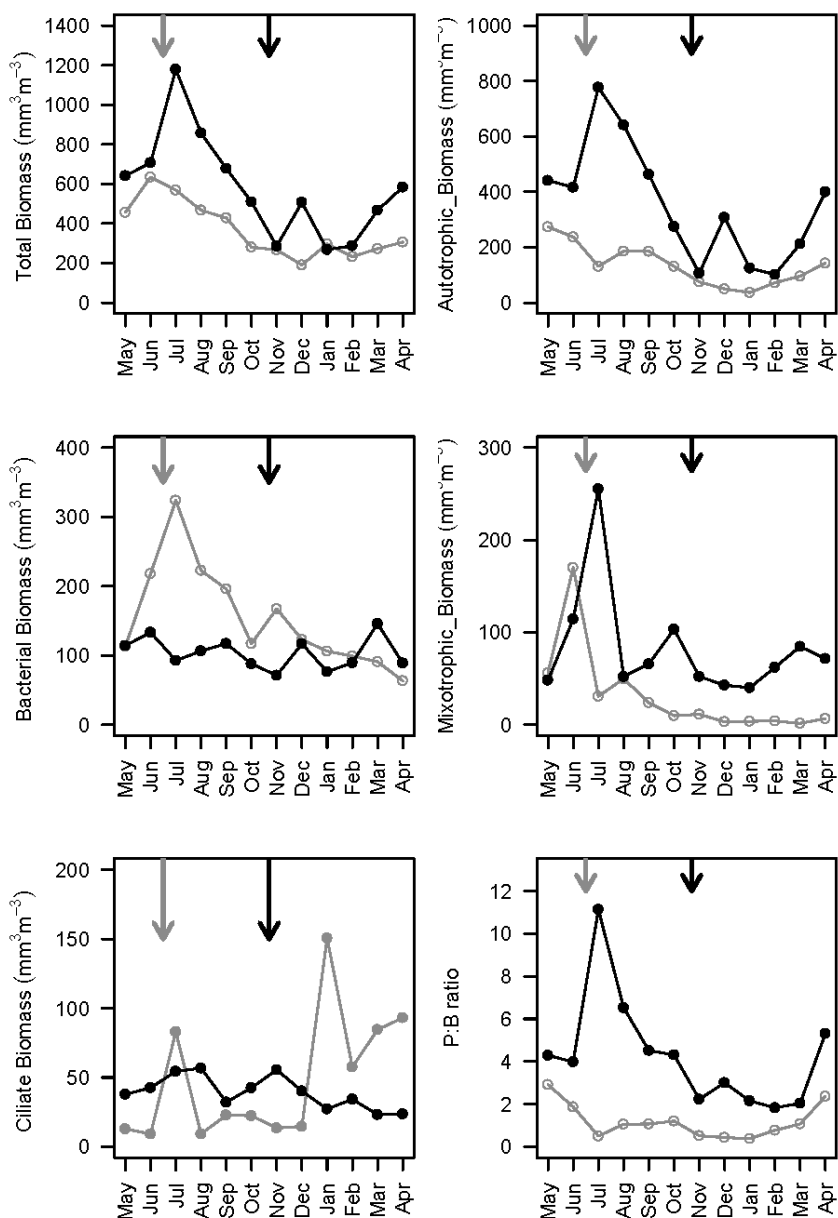 Total Biomass (mm³m⁻³)
1400
1200
1000
800
600
400
200
0
May Jun Jul Aug Sep Oct Nov Dec Jan Feb Mar Apr
Autotrophic_Biomass (mm³m⁻³)
1000
800
600
400
200
0
May Jun Jul Aug Sep Oct Nov Dec Jan Feb Mar Apr
Bacterial Biomass (mm³m⁻³)
400
300
200
100
0
May Jun Jul Aug Sep Oct Nov Dec Jan Feb Mar Apr
Mixotrophic_Biomass (mm³m⁻³)
300
200
100
0
May Jun Jul Aug Sep Oct Nov Dec Jan Feb Mar Apr
Ciliate Biomass (mm³m⁻³)
200
150
100
50
0
May Jun Jul Aug Sep Oct Nov Dec Jan Feb Mar Apr
P:B ratio
12
10
8
6
4
2
0
May Jun Jul Aug Sep Oct Nov Dec Jan Feb Mar Apr